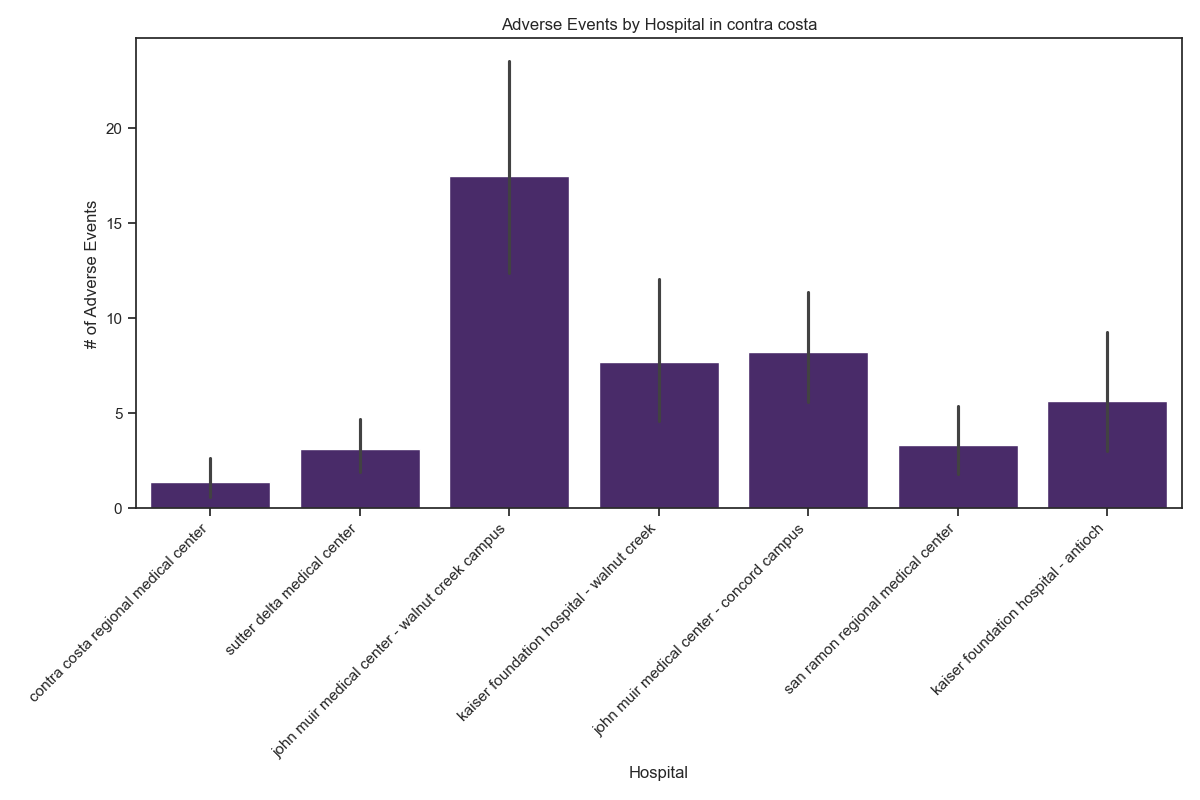 Adverse Events by Hospital in contra costa
# of Adverse Events
20
15
10
5
0
contra costa regional medical center
sutter delta medical center
john muir medical center - walnut creek campus
kaiser foundation hospital - walnut creek
john muir medical center - concord campus
san ramon regional medical center
kaiser foundation hospital - antioch
Hospital